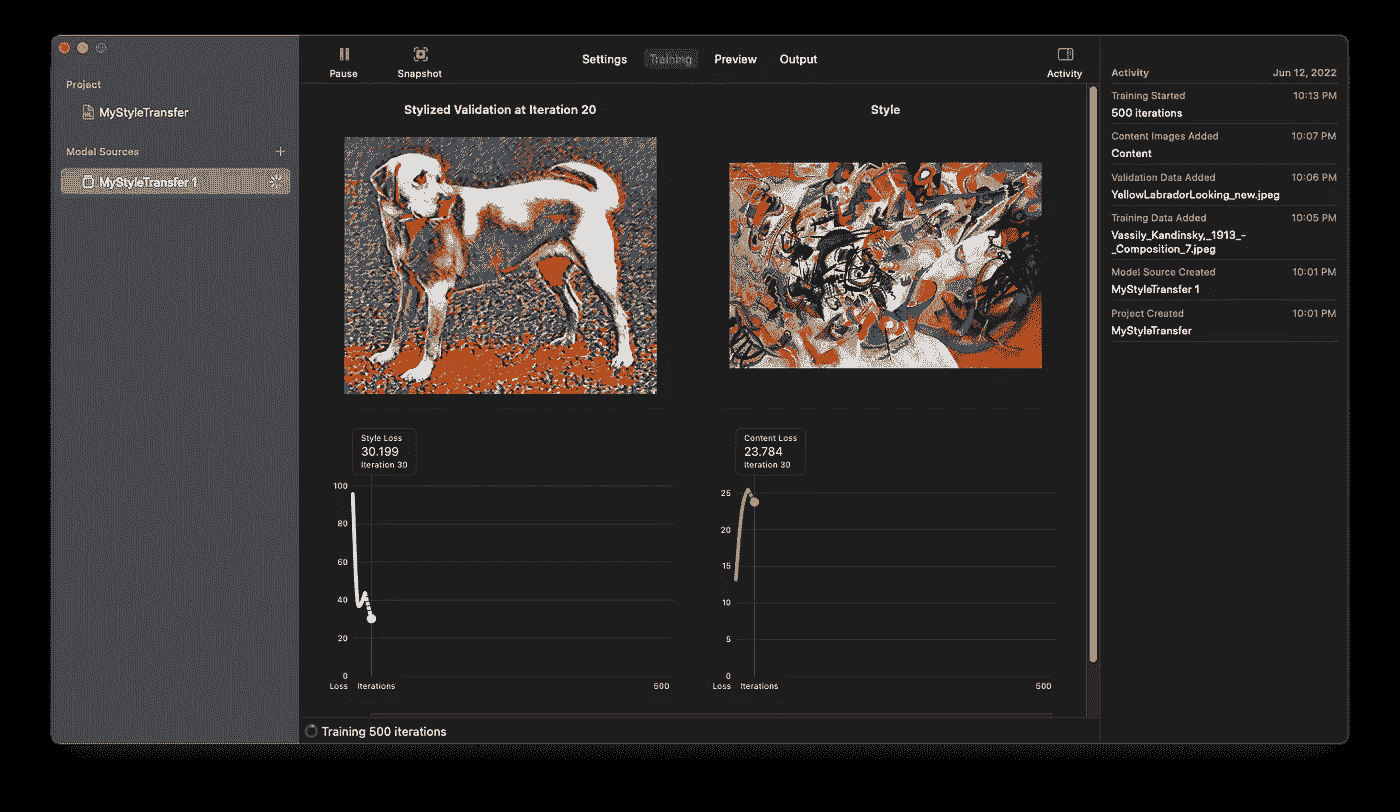 Project
MyStyleTransfer
Model Sources
MyStyleTransfer 1
Pause
Snapshot
Settings
Training
Preview
Output
Activity
Stylized Validation at Iteration 20
Style
Style Loss
30.199
Iteration 30
100
80
60
40
20
0
Loss Iterations 500
Content Loss
23.784
Iteration 30
25
20
15
10
5
0
Loss Iterations 500
Training 500 iterations
Activity Jun 12, 2022
Training Started 10:13 PM
500 iterations
Content Images Added 10:07 PM
Content
Validation Data Added 10:06 PM
YellowLabradorLooking_new.jpeg
Training Data Added 10:05 PM
Vassily_Kandinsky,_1913_-
_Composition_7.jpeg
Model Source Created 10:01 PM
MyStyleTransfer 1
Project Created 10:01 PM
MyStyleTransfer